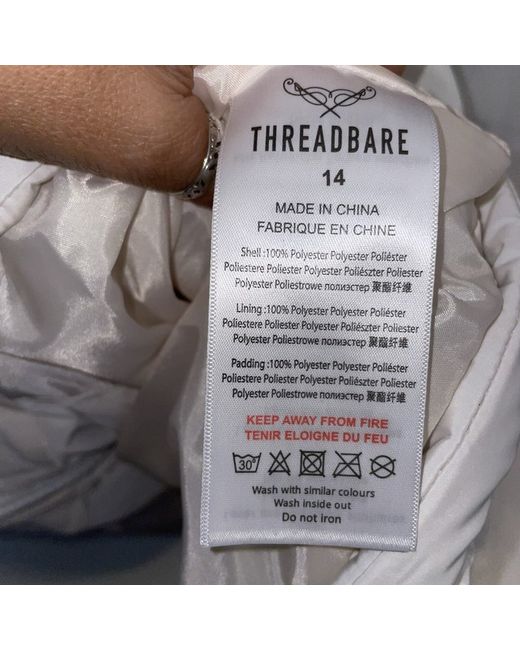 THREADBARE
14
MADE IN CHINA
FABRIQUE EN CHINE
Shell :100% Polyester Polyester Poliéster
Poliestere Poliester Polyester Poliészter Poliester
Polyester Poliestrowe полиэстер 聚酯纤维
Lining :100% Polyester Polyester Poliéster
Poliestere Poliester Polyester Poliészter Poliester
Polyester Poliestrowe полиэстер 聚酯纤维
Padding :100% Polyester Polyester Poliéster
Poliestere Poliester Polyester Poliészter Poliester
Polyester Poliestrowe полиэстер 聚酯纤维
KEEP AWAY FROM FIRE
TENIR ELOIGNE DU FEU
30°
Wash with similar colours
Wash inside out
Do not iron